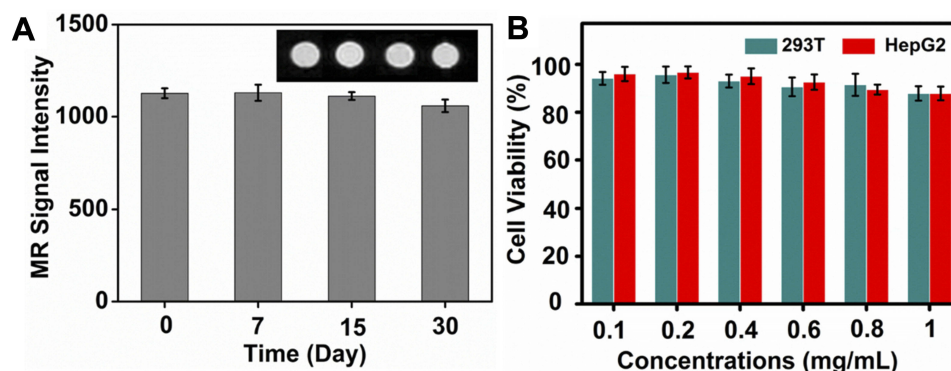 A
MR Signal Intensity
1500
1000
500
0
0 7 15 30
Time (Day)
B
293T HepG2
Cell Viability (%)
100
80
60
40
20
0
0.1 0.2 0.4 0.6 0.8 1
Concentrations (mg/mL)